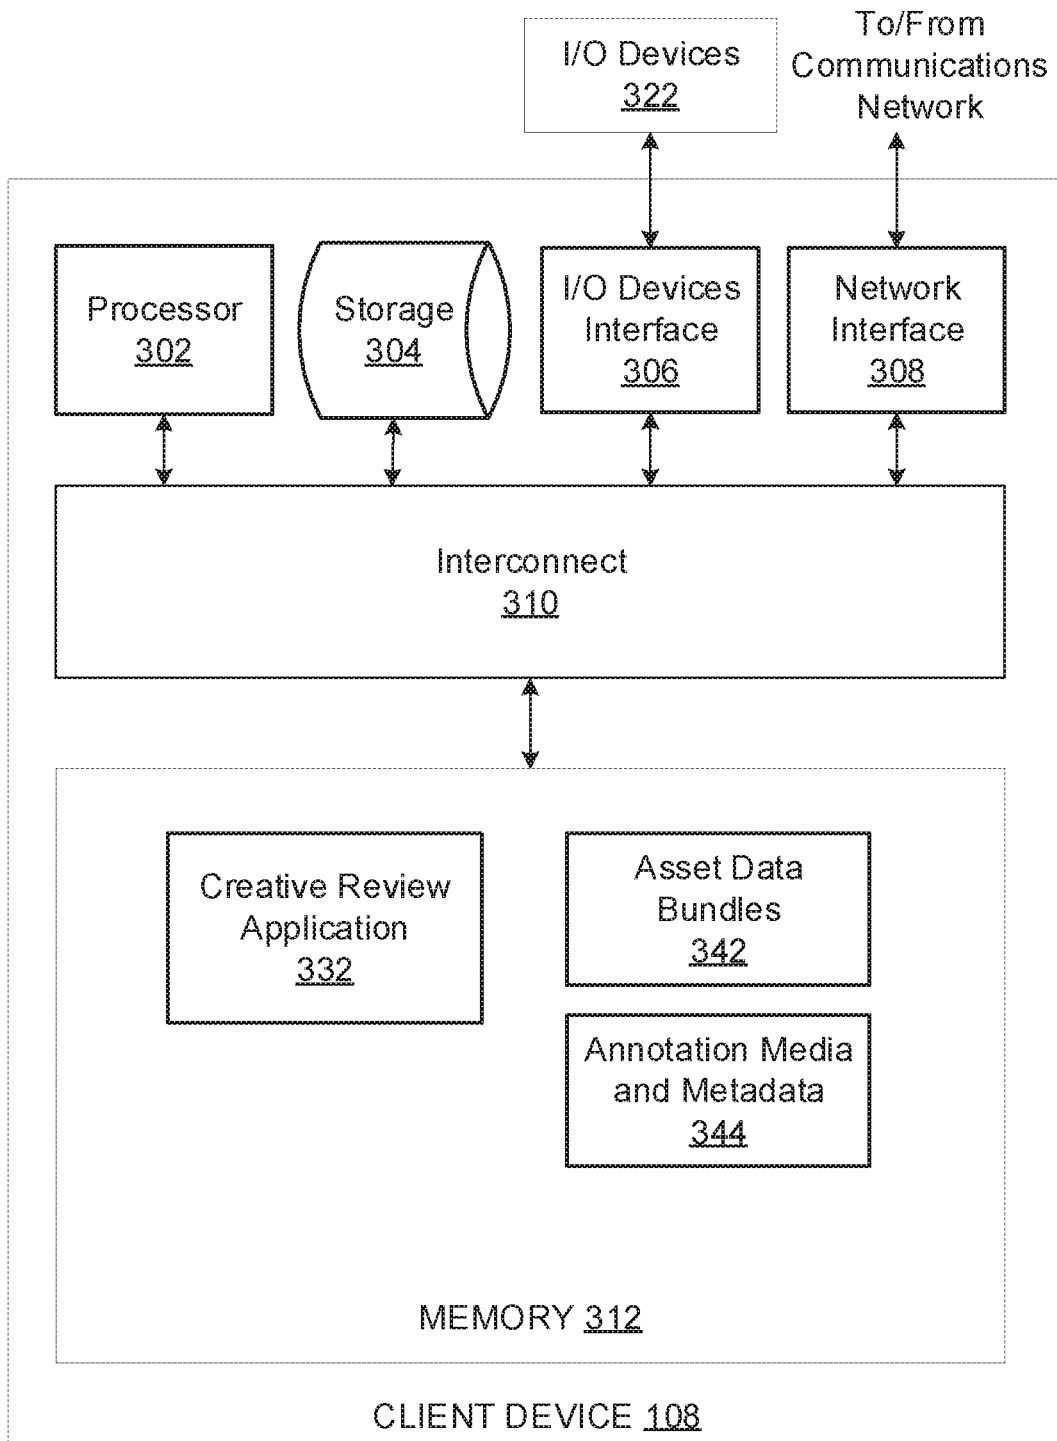 I/O Devices
322
To/From
Communications
Network
Processor
302
Storage
304
I/O Devices
Interface
306
Network
Interface
308
Interconnect
310
Creative Review
Application
332
Asset Data
Bundles
342
Annotation Media
and Metadata
344
MEMORY 312
CLIENT DEVICE 108